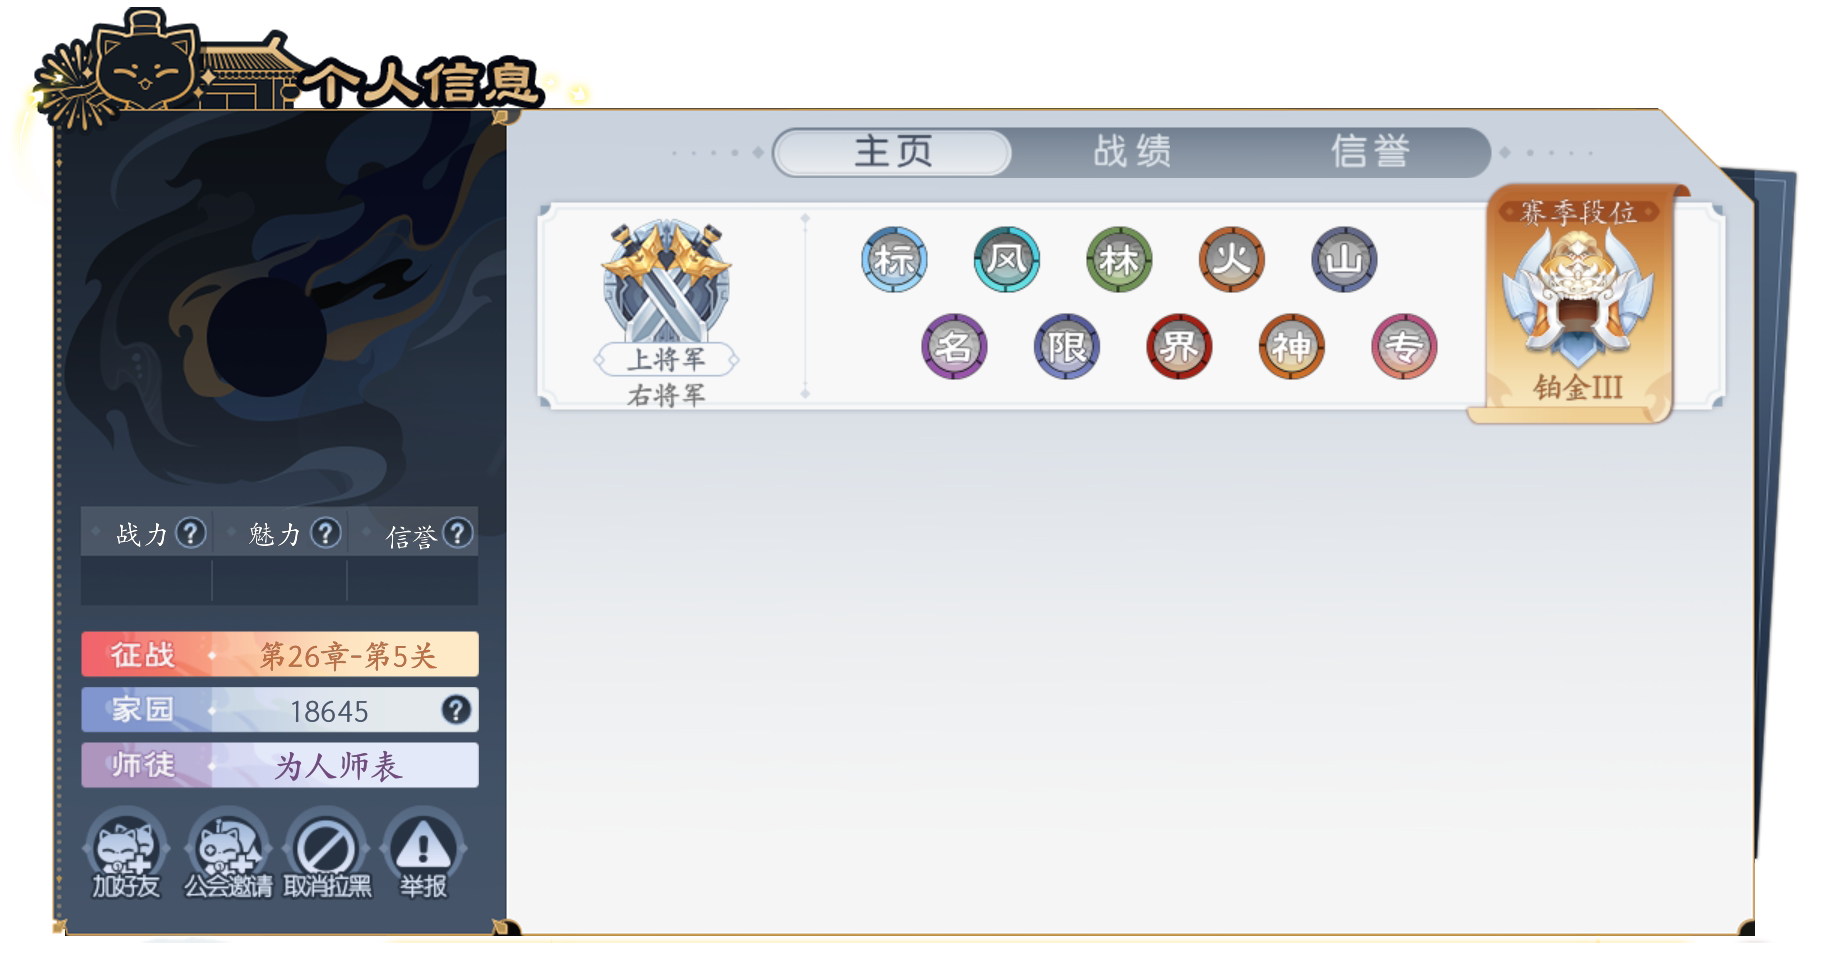 个人信息
主页 战绩 信誉
标 风 林 火 山
名 限 界 神 专
上将军
右将军
赛季段位
铂金III
战力 ? 魅力 ? 信誉 ?
征战 第26章-第5关
家园 18645 ?
师徒 为人师表
加好友 公会邀请 取消拉黑 举报